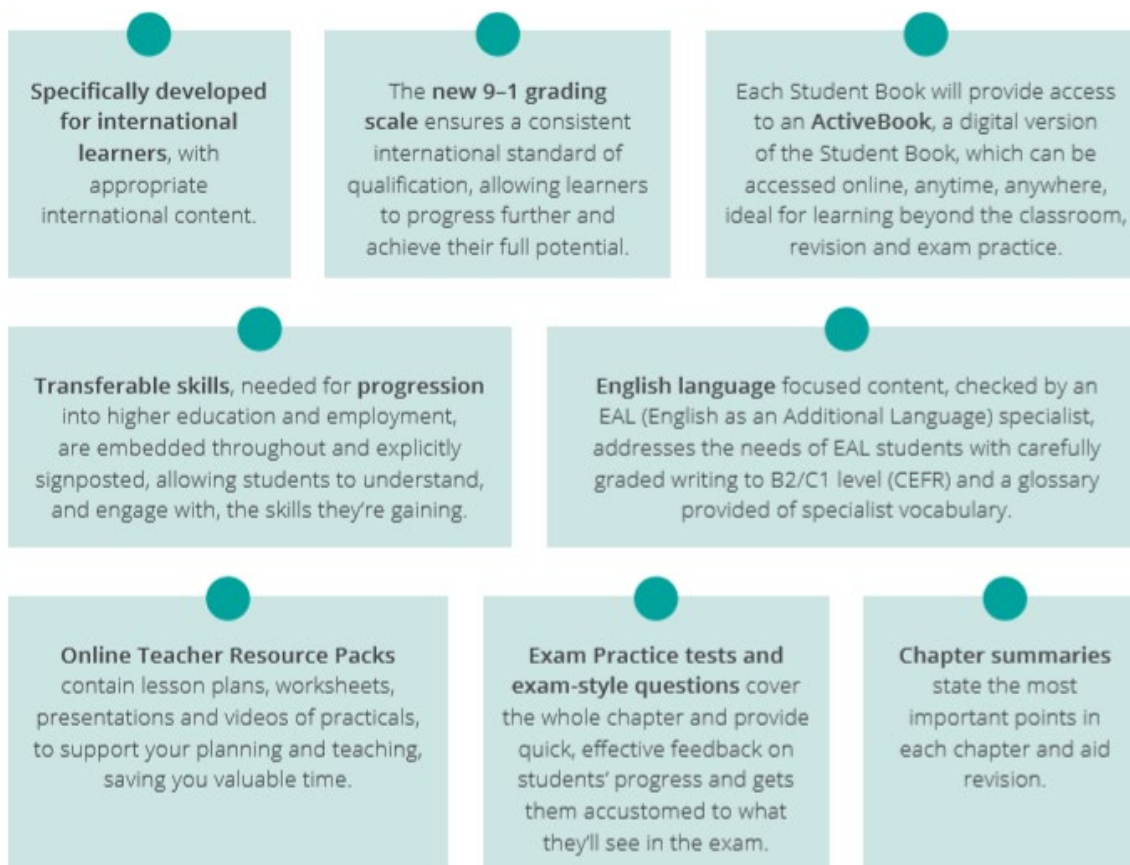 Specifically developed
for international
learners, with
appropriate
international content.
The new 9–1 grading
scale ensures a consistent
international standard of
qualification, allowing learners
to progress further and
achieve their full potential.
Each Student Book will provide access
to an ActiveBook, a digital version
of the Student Book, which can be
accessed online, anytime, anywhere,
ideal for learning beyond the classroom,
revision and exam practice.
Transferable skills, needed for progression
into higher education and employment,
are embedded throughout and explicitly
signposted, allowing students to understand,
and engage with, the skills they’re gaining.
English language focused content, checked by an
EAL (English as an Additional Language) specialist,
addresses the needs of EAL students with carefully
graded writing to B2/C1 level (CEFR) and a glossary
provided of specialist vocabulary.
Online Teacher Resource Packs
contain lesson plans, worksheets,
presentations and videos of practicals,
to support your planning and teaching,
saving you valuable time.
Exam Practice tests and
exam-style questions cover
the whole chapter and provide
quick, effective feedback on
students’ progress and gets
them accustomed to what
they’ll see in the exam.
Chapter summaries
state the most
important points in
each chapter and aid
revision.